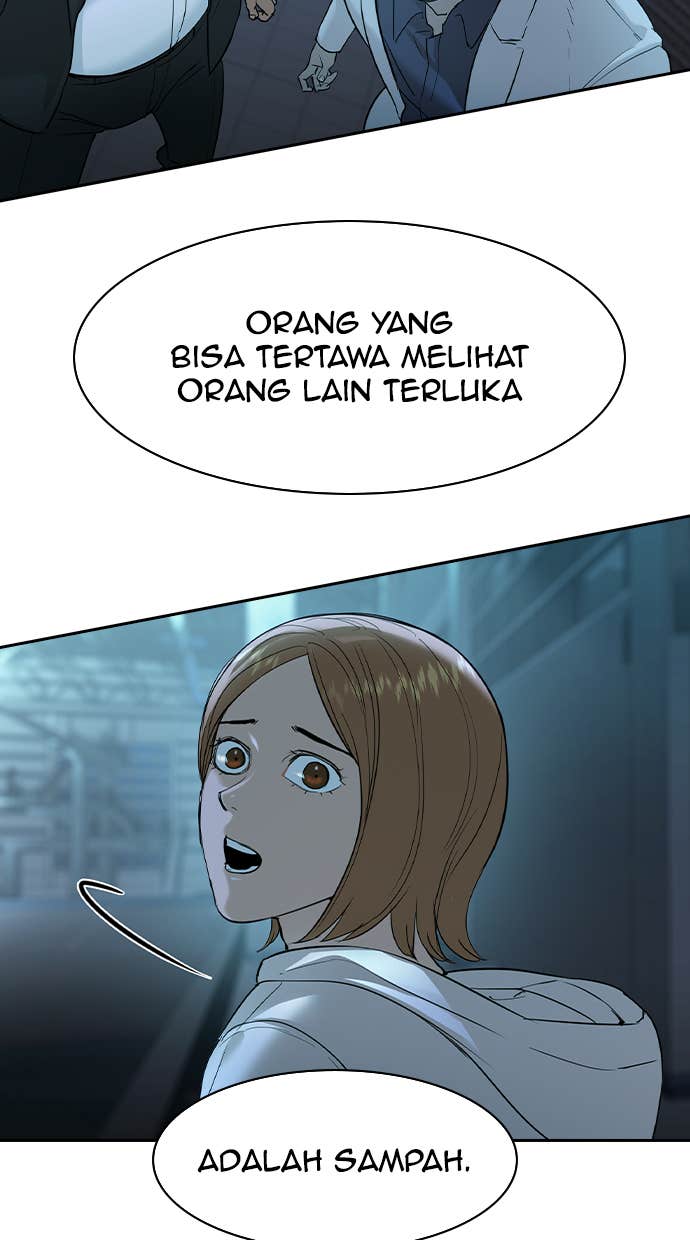 ORANG YANG
BISA TERTAWA MELIHAT
ORANG LAIN TERLUKA
ADALAH SAMPAH.